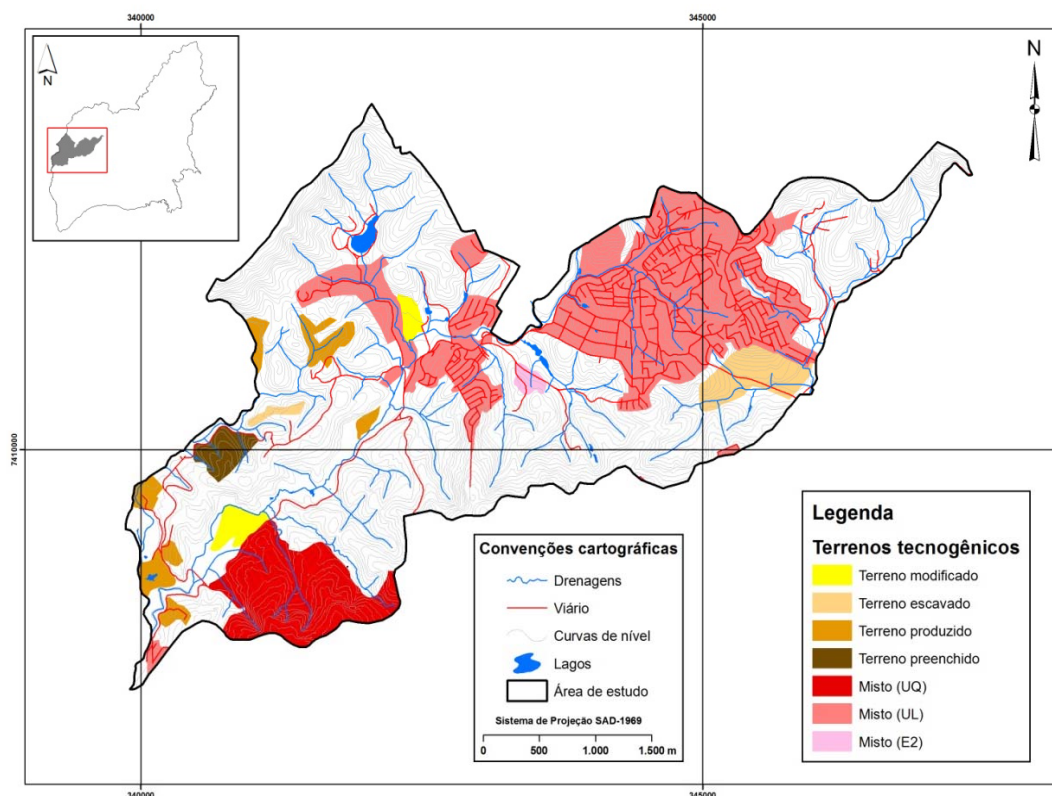 340000
345000
N
N
7410000
Convenções cartográficas
Drenagens
Viário
Curvas de nível
Lagos
Área de estudo
Sistema de Projeção SAD-1969
0 500 1.000 1.500 m
Legenda
Terrenos tecnogênicos
Terreno modificado
Terreno escavado
Terreno produzido
Terreno preenchido
Misto (UQ)
Misto (UL)
Misto (E2)
340000
345000